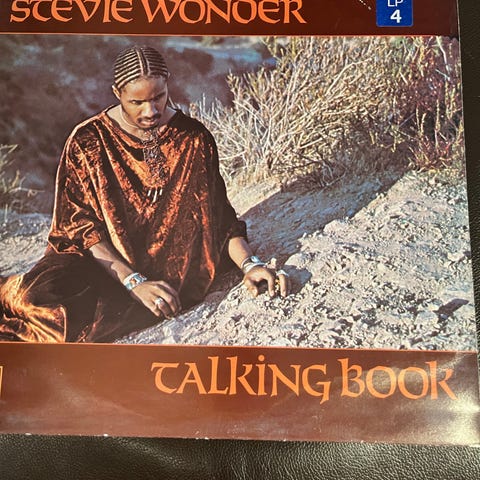 STEVIE WONDER
LP
4
TALKING BOOK